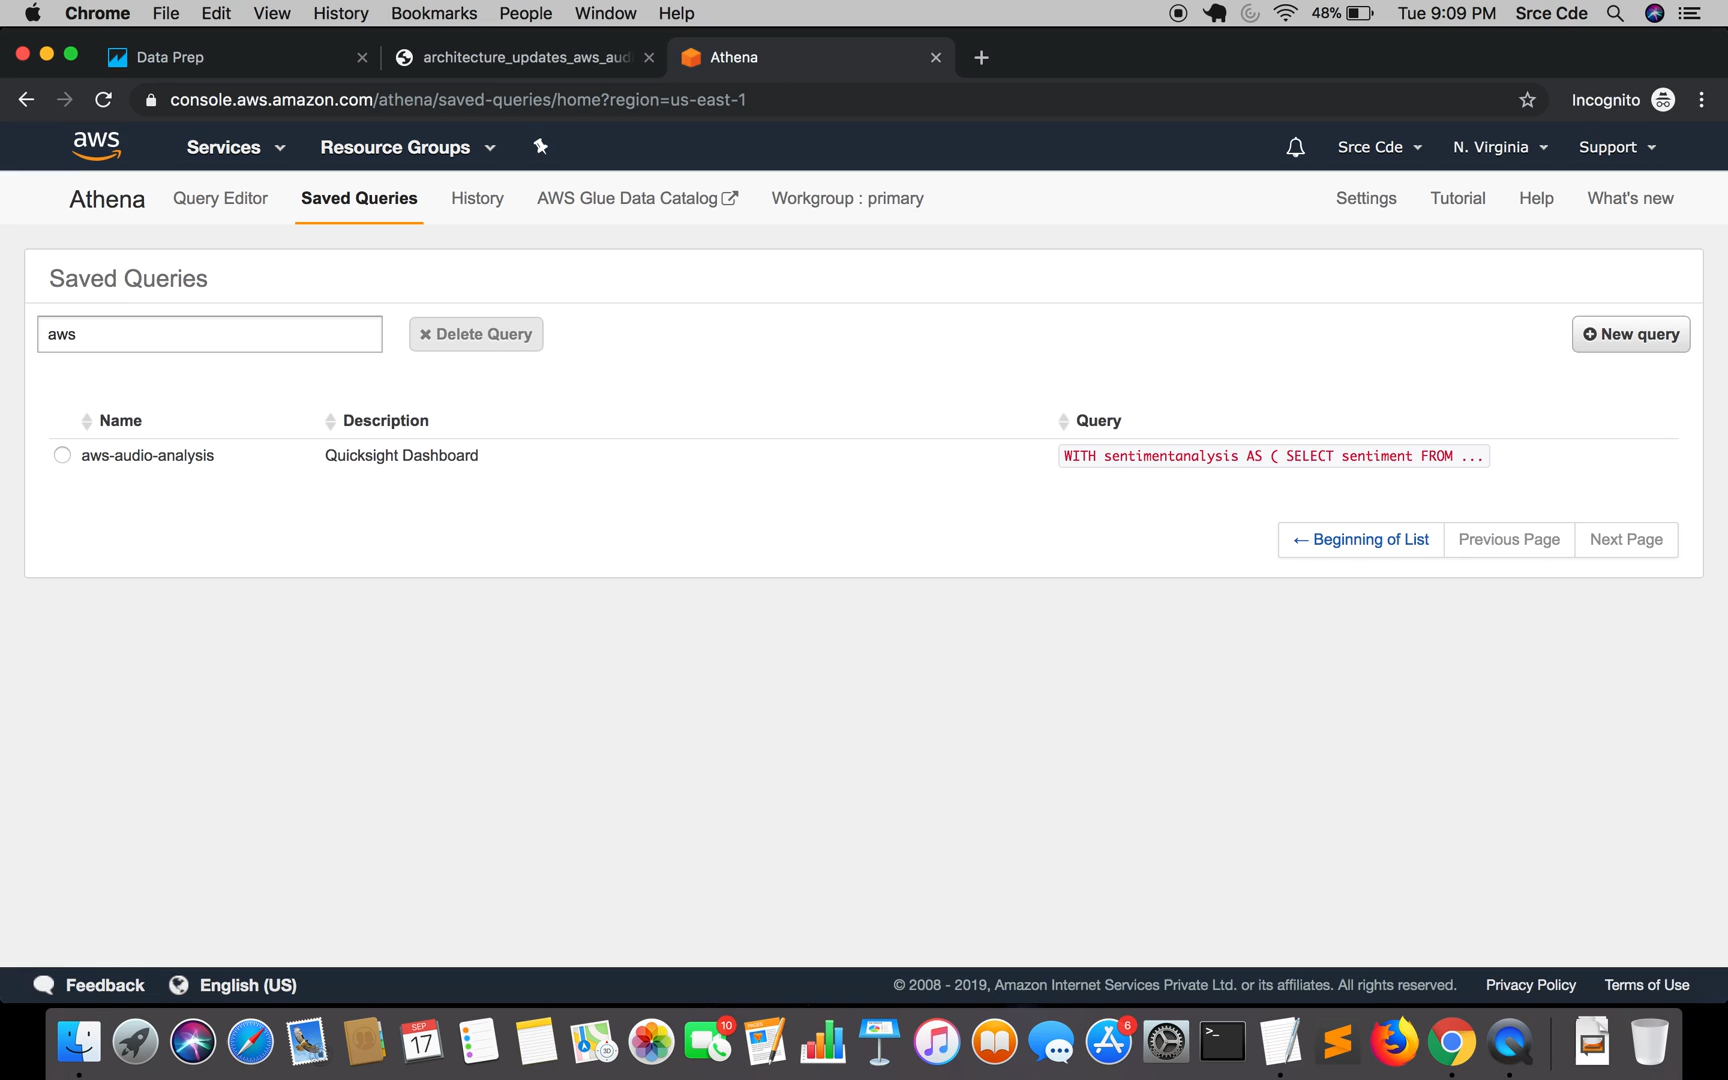 Chrome File Edit View History Bookmarks People Window Help 48% Tue 9:09 PM Srce Cde
Data Prep architecture_updates_aws_aud Athena
console.aws.amazon.com/athena/saved-queries/home?region=us-east-1 Incognito
aws Services Resource Groups Srce Cde N. Virginia Support
Athena Query Editor Saved Queries History AWS Glue Data Catalog Workgroup : primary Settings Tutorial Help What's new
Saved Queries
aws Delete Query New query
Name Description Query
aws-audio-analysis Quicksight Dashboard WITH sentimentanalysis AS ( SELECT sentiment FROM ...
← Beginning of List Previous Page Next Page
Feedback English (US) © 2008 - 2019, Amazon Internet Services Private Ltd. or its affiliates. All rights reserved. Privacy Policy Terms of Use
SEP 10 6
17